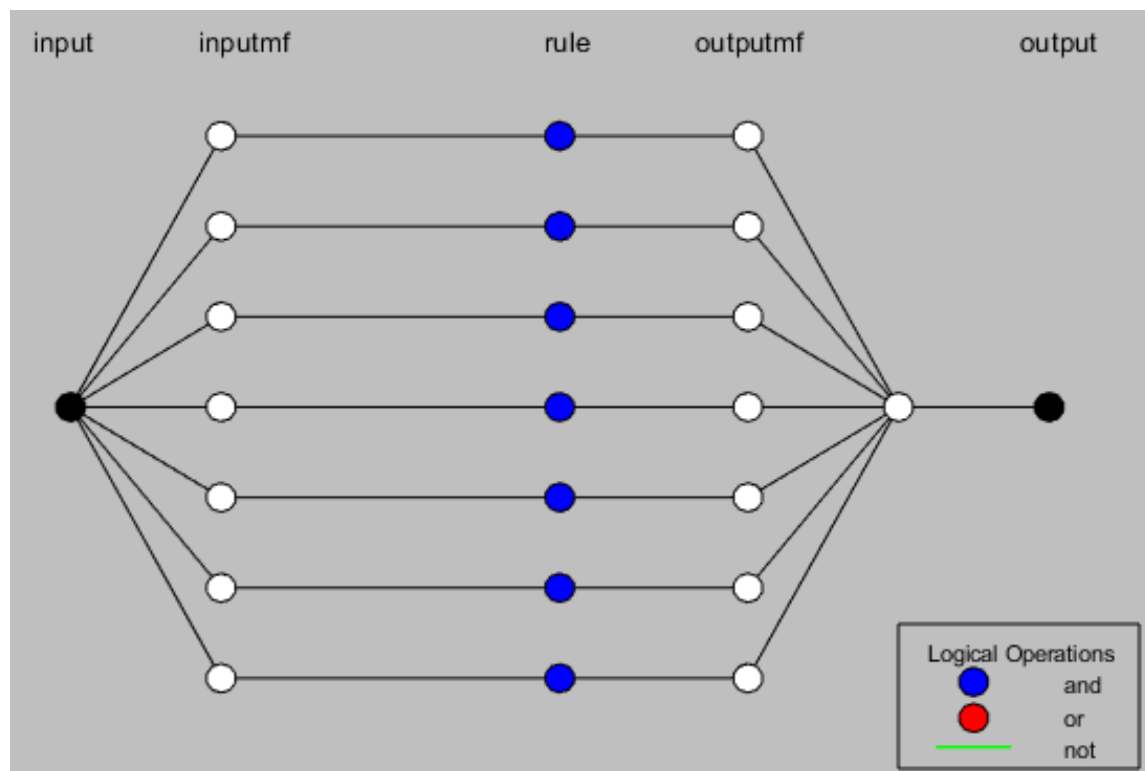 input inputmf rule outputmf output
Logical Operations
and
or
not